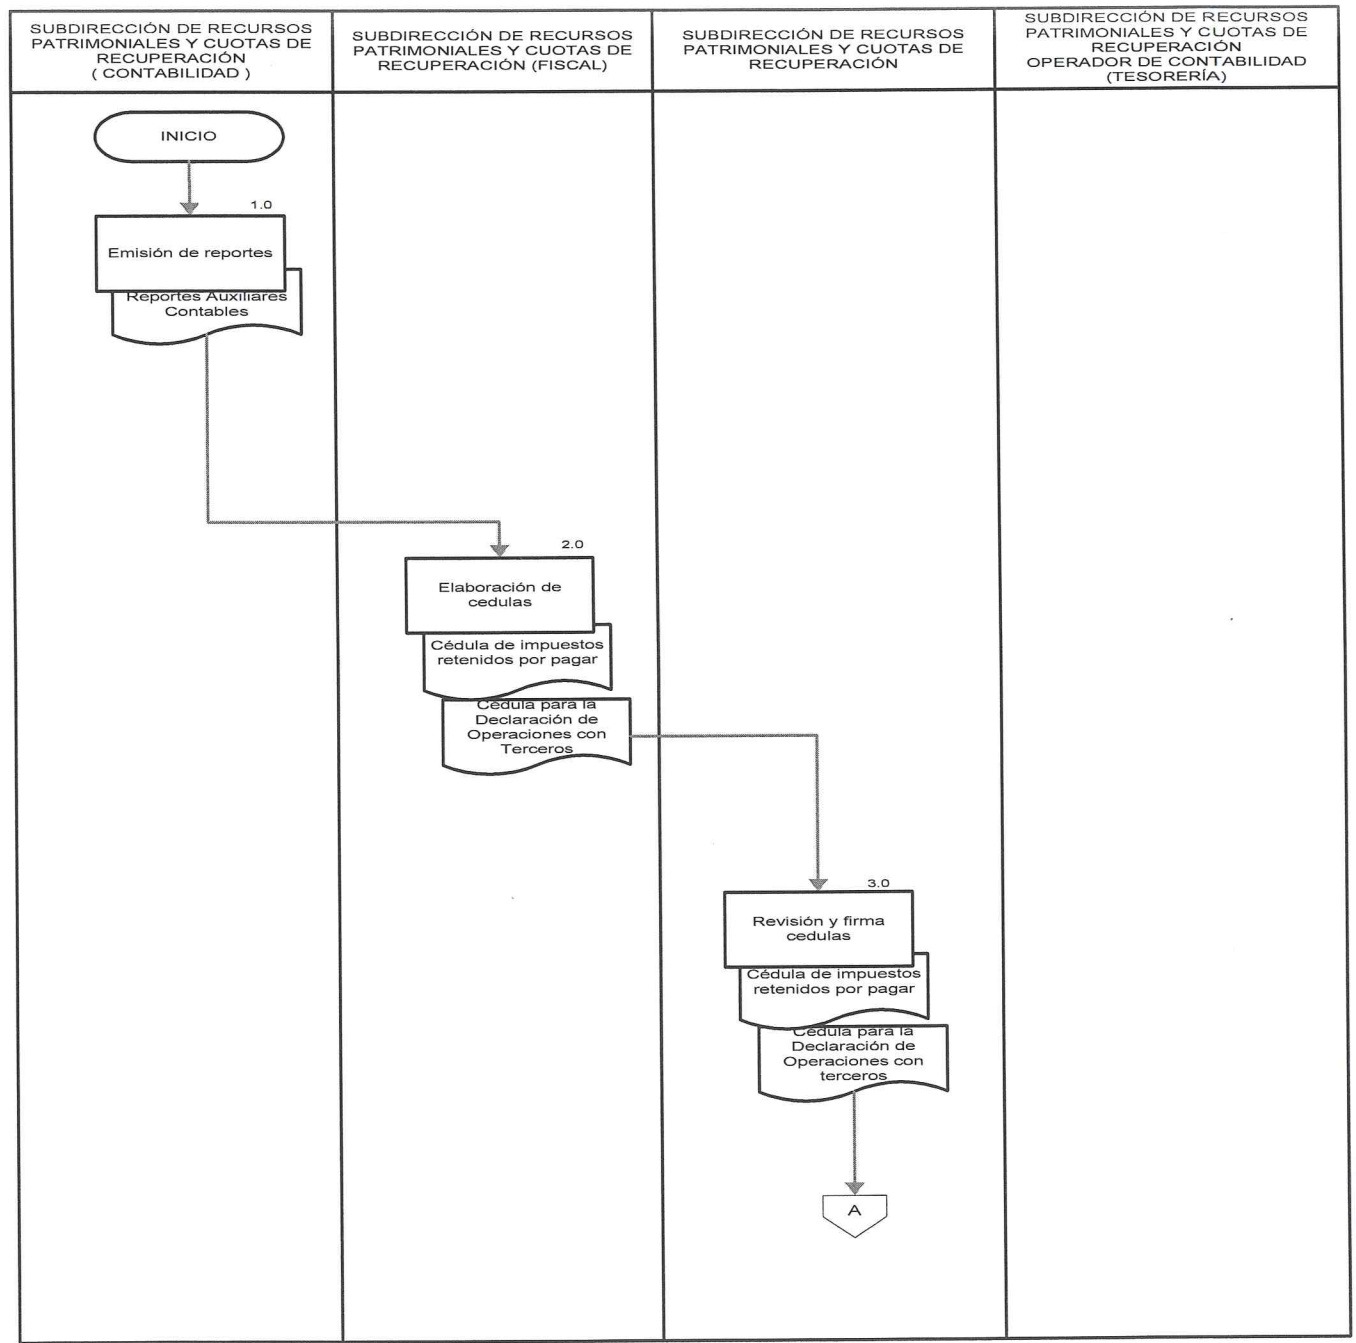 SUBDIRECCIÓN DE RECURSOS
PATRIMONIALES Y CUOTAS DE
RECUPERACIÓN
( CONTABILIDAD )
SUBDIRECCIÓN DE RECURSOS
PATRIMONIALES Y CUOTAS DE
RECUPERACIÓN (FISCAL)
SUBDIRECCIÓN DE RECURSOS
PATRIMONIALES Y CUOTAS DE
RECUPERACIÓN
SUBDIRECCIÓN DE RECURSOS
PATRIMONIALES Y CUOTAS DE
RECUPERACIÓN
OPERADOR DE CONTABILIDAD
(TESORERÍA)
INICIO
1.0
Emisión de reportes
Reportes Auxiliares
Contables
2.0
Elaboración de
cedulas
Cédula de impuestos
retenidos por pagar
Cedula para la
Declaración de
Operaciones con
Terceros
3.0
Revisión y firma
cedulas
Cédula de impuestos
retenidos por pagar
Cedula para la
Declaración de
Operaciones con
terceros
A